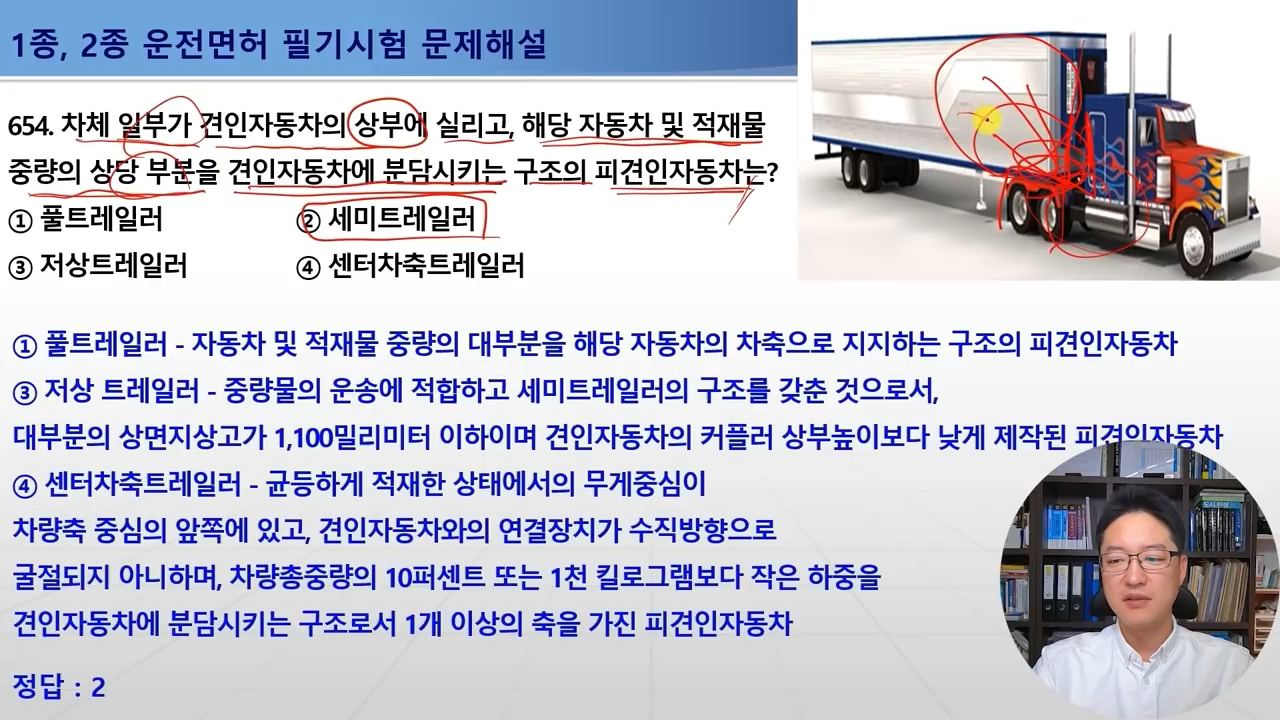 1종, 2종 운전면허 필기시험 문제해설
654. 차체 일부가 견인자동차의 상부에 실리고, 해당 자동차 및 적재물
중량의 상당 부분을 견인자동차에 분담시키는 구조의 피견인자동차는?
① 풀트레일러 ② 세미트레일러
③ 저상트레일러 ④ 센터차축트레일러
① 풀트레일러 - 자동차 및 적재물 중량의 대부분을 해당 자동차의 차축으로 지지하는 구조의 피견인자동차
③ 저상 트레일러 - 중량물의 운송에 적합하고 세미트레일러의 구조를 갖춘 것으로서,
대부분의 상면지상고가 1,100밀리미터 이하이며 견인자동차의 커플러 상부높이보다 낮게 제작된 피견인자동차
④ 센터차축트레일러 - 균등하게 적재한 상태에서의 무게중심이
차량축 중심의 앞쪽에 있고, 견인자동차와의 연결장치가 수직방향으로
굴절되지 아니하며, 차량총중량의 10퍼센트 또는 1천 킬로그램보다 작은 하중을
견인자동차에 분담시키는 구조로서 1개 이상의 축을 가진 피견인자동차
정답 : 2